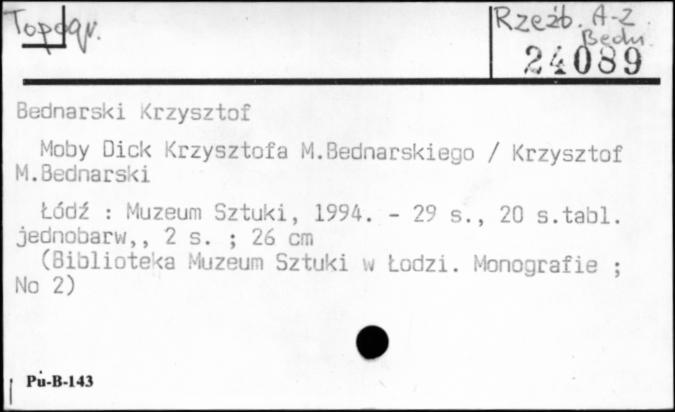 Topogr.
Rzeźb. A-Z
Bedn.
24089
Bednarski Krzysztof
Moby Dick Krzysztofa M.Bednarskiego / Krzysztof
M.Bednarski
Łódź : Muzeum Sztuki, 1994. - 29 s., 20 s.tabl.
jednobarw,, 2 s. ; 26 cm
(Biblioteka Muzeum Sztuki w Łodzi. Monografie ;
No 2)
Pu-B-143